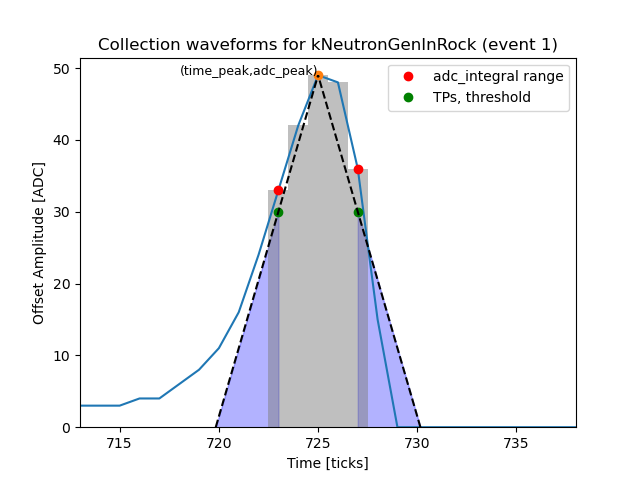 Collection waveforms for kNeutronGenInRock (event 1)
(time_peak,adc_peak)
adc_integral range
TPs, threshold
50
40
30
20
10
0
Offset Amplitude [ADC]
715 720 725 730 735
Time [ticks]